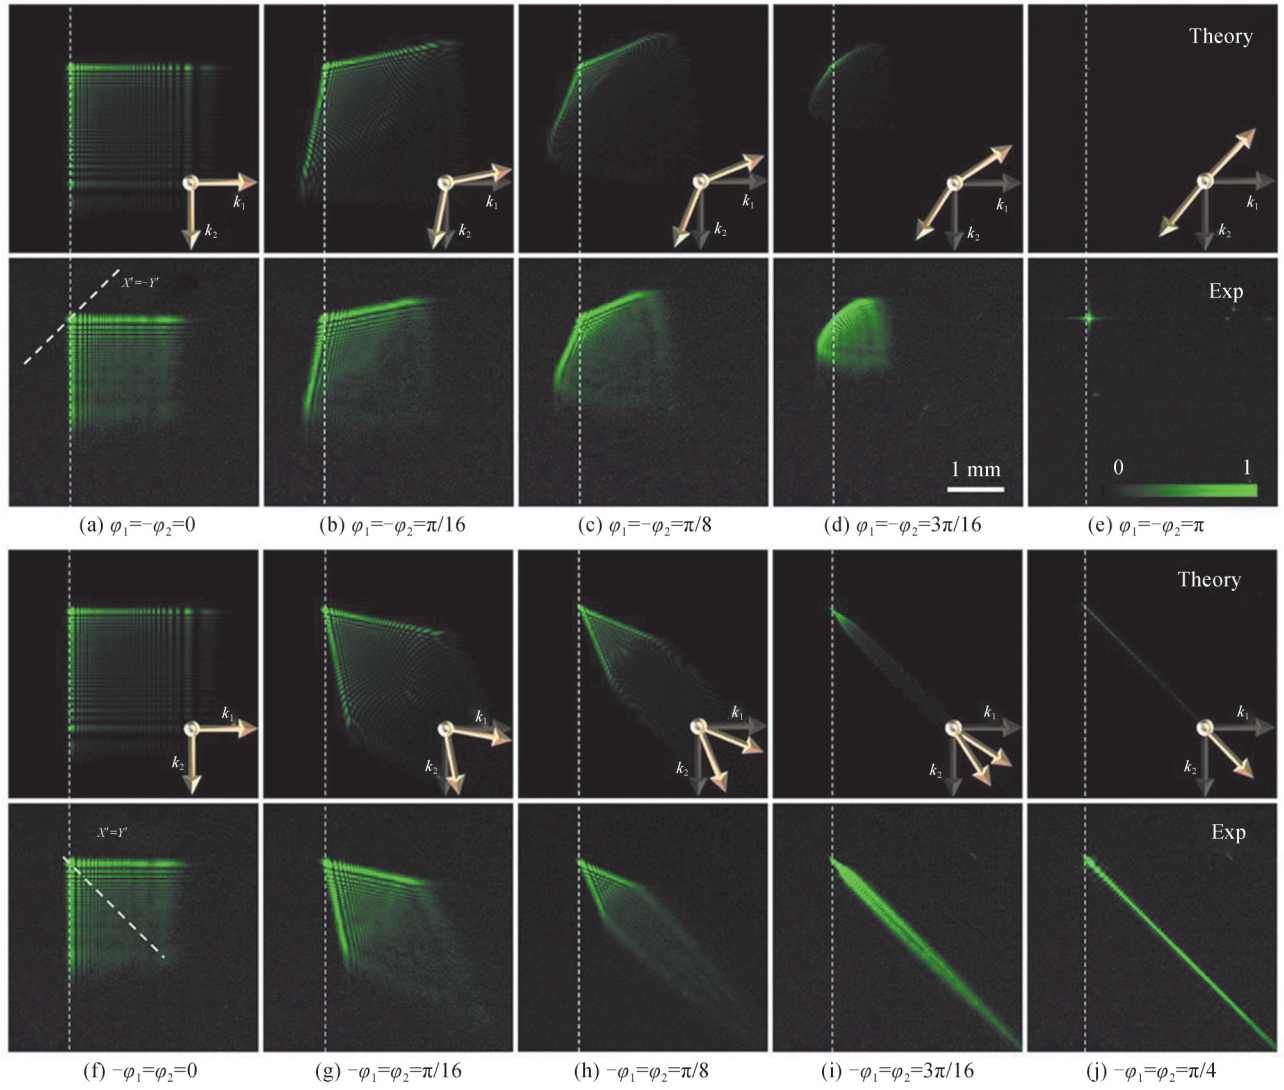 Theory
k₁ k₁ k₁ k₁ k₁
k₂ k₂ k₂ k₂ k₂
X′=−Y′
Exp
1 mm
0 1
(a) φ₁=−φ₂=0 (b) φ₁=−φ₂=π/16 (c) φ₁=−φ₂=π/8 (d) φ₁=−φ₂=3π/16 (e) φ₁=−φ₂=π
Theory
k₁ k₁ k₁ k₁ k₁
k₂ k₂ k₂ k₂ k₂
X′=Y′
Exp
(f) −φ₁=φ₂=0 (g) −φ₁=φ₂=π/16 (h) −φ₁=φ₂=π/8 (i) −φ₁=φ₂=3π/16 (j) −φ₁=φ₂=π/4